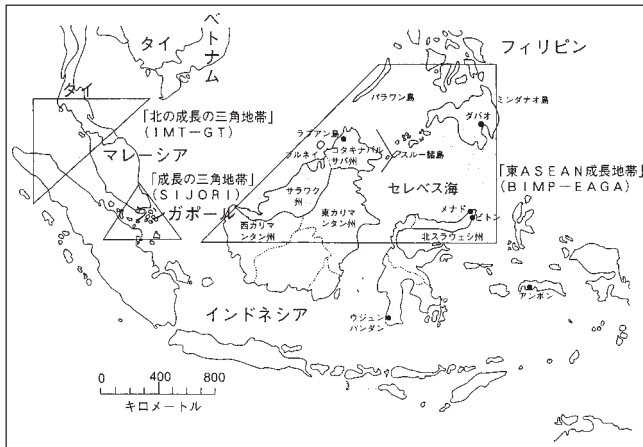 ベトナム
タイ
フィリピン
タイ
パラワン島
ミンダナオ島
「北の成長の三角地帯」
(IMT-GT)
ダバオ
ラブアン島
マレーシア
ブルネイ
コタキナバル
サバ州
スルー諸島
「成長の三角地帯」
(SIJORI)
サラワク
州
セレベス海
「東ASEAN成長地帯」
(BIMP-EAGA)
ガポール
東カリマ
ンタン州
メナド
ビトン
西カリマ
ンタン州
北スラウェシ州
インドネシア
アンボン
ウジュン
パンダン
0 400 800
キロメートル